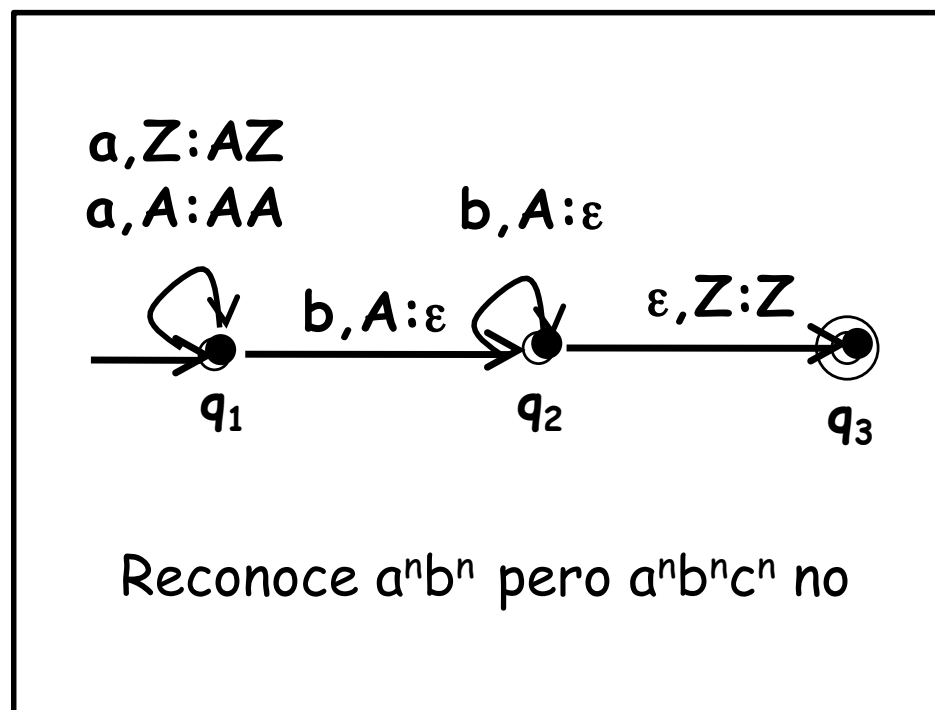 a,Z:AZ
a,A:AA
b,A:ε
b,A:ε
ε,Z:Z
q₁ q₂ q₃
Reconoce aⁿbⁿ pero aⁿbⁿcⁿ no